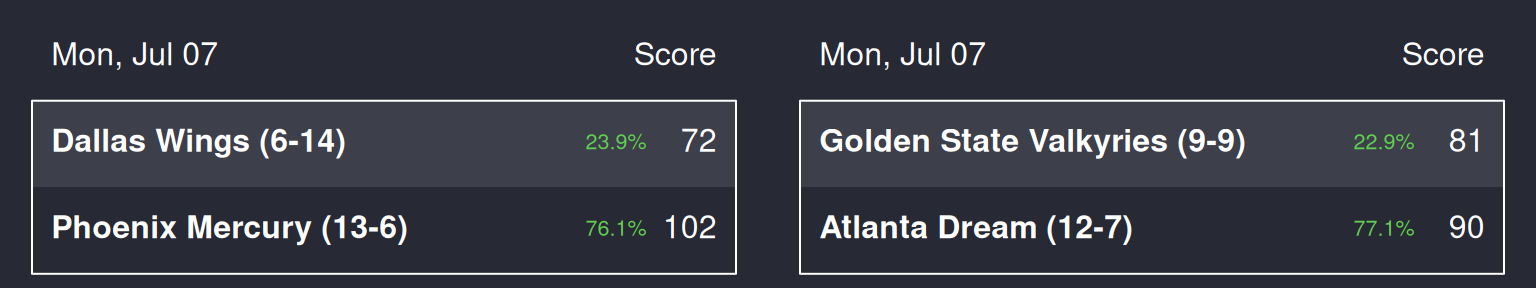 Mon, Jul 07 Score
Dallas Wings (6-14) 23.9% 72
Phoenix Mercury (13-6) 76.1% 102
Mon, Jul 07 Score
Golden State Valkyries (9-9) 22.9% 81
Atlanta Dream (12-7) 77.1% 90